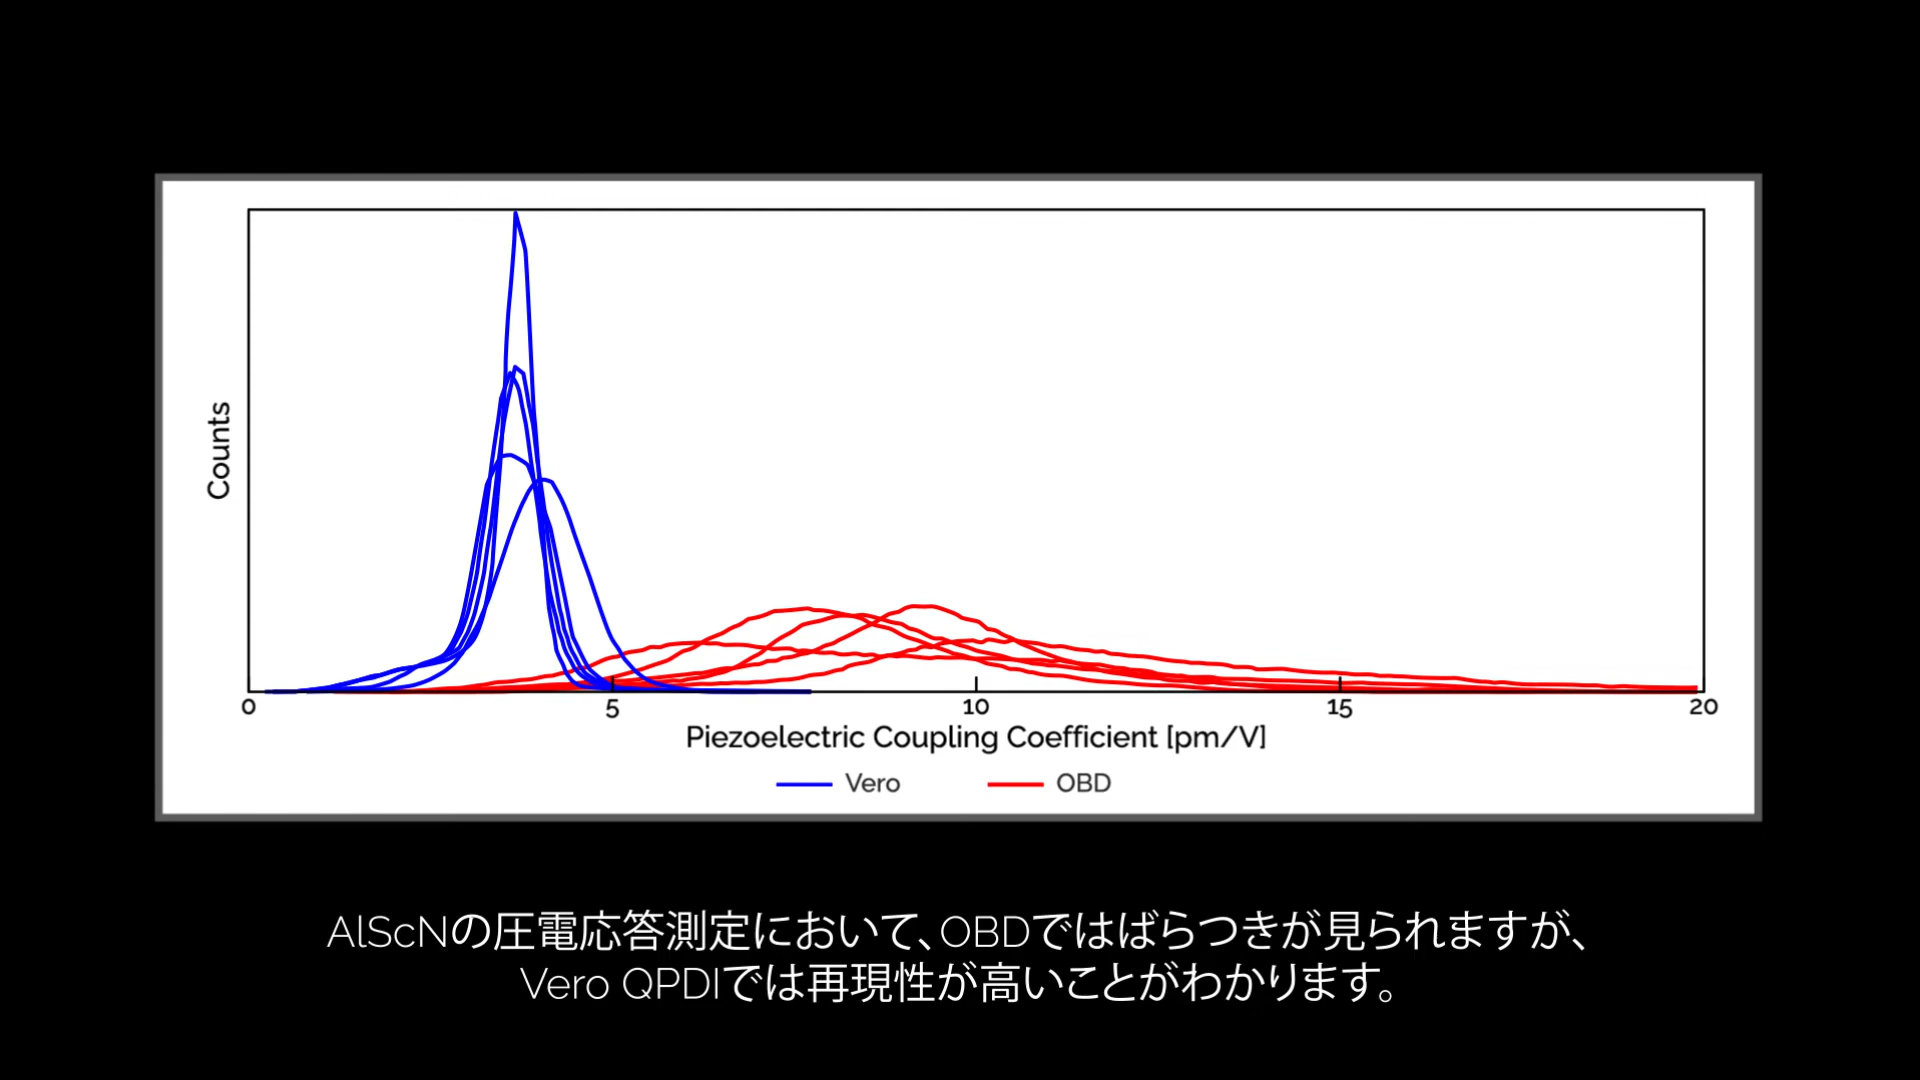 Counts
0 5 10 15 20
Piezoelectric Coupling Coefficient [pm/V]
Vero OBD
AlScNの圧電応答測定において、OBDではばらつきが見られますが、
Vero QPDIでは再現性が高いことがわかります。